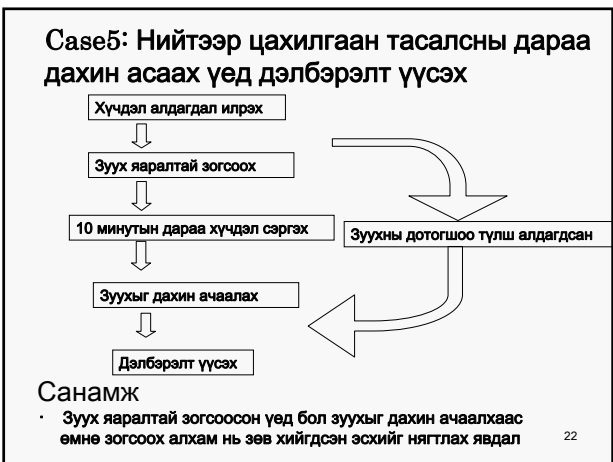 Case5: Нийтээр цахилгаан тасалсны дараа
дахин асаах үед дэлбэрэлт үүсэх
Хүчдэл алдагдал илрэх
Зуух яаралтай зогсоох
10 минутын дараа хүчдэл сэргэх
Зуухны дотогшоо түлш алдагдсан
Зуухыг дахин ачаалах
Дэлбэрэлт үүсэх
Санамж
· Зуух яаралтай зогсоосон үед бол зуухыг дахин ачаалхаас
өмнө зогсоох алхам нь зөв хийгдсэн эсхийг нягтлах явдал
22